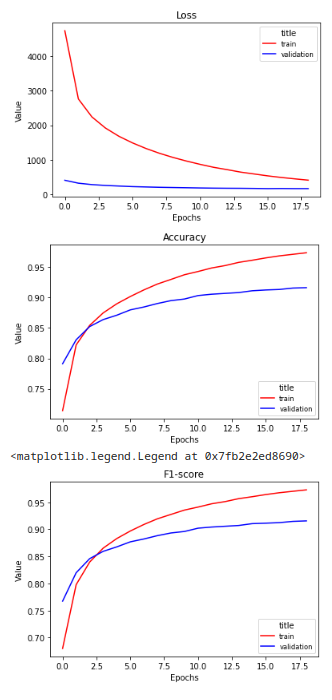 Loss
title
train
validation
4000
3000
2000
1000
0
Value
0.0 2.5 5.0 7.5 10.0 12.5 15.0 17.5
Epochs
Accuracy
0.95
0.90
0.85
0.80
0.75
Value
title
train
validation
0.0 2.5 5.0 7.5 10.0 12.5 15.0 17.5
Epochs
<matplotlib.legend.Legend at 0x7fb2e2ed8690>
F1-score
0.95
0.90
0.85
0.80
0.75
0.70
Value
title
train
validation
0.0 2.5 5.0 7.5 10.0 12.5 15.0 17.5
Epochs